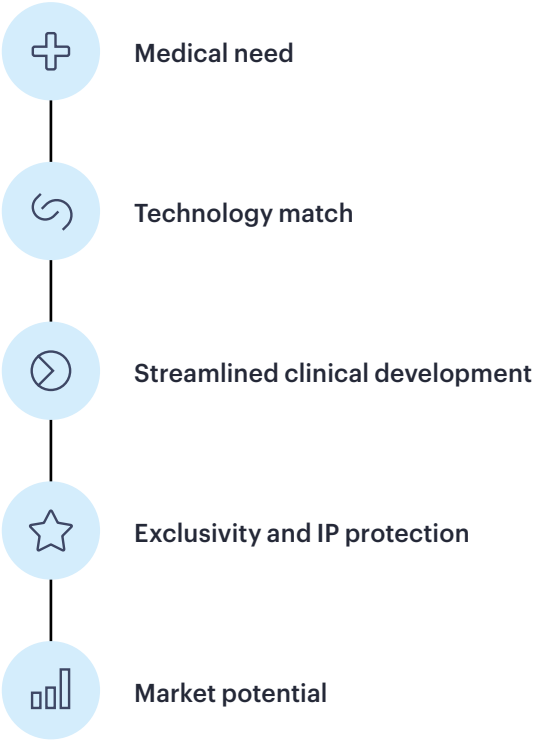 Medical need
Technology match
Streamlined clinical development
Exclusivity and IP protection
Market potential